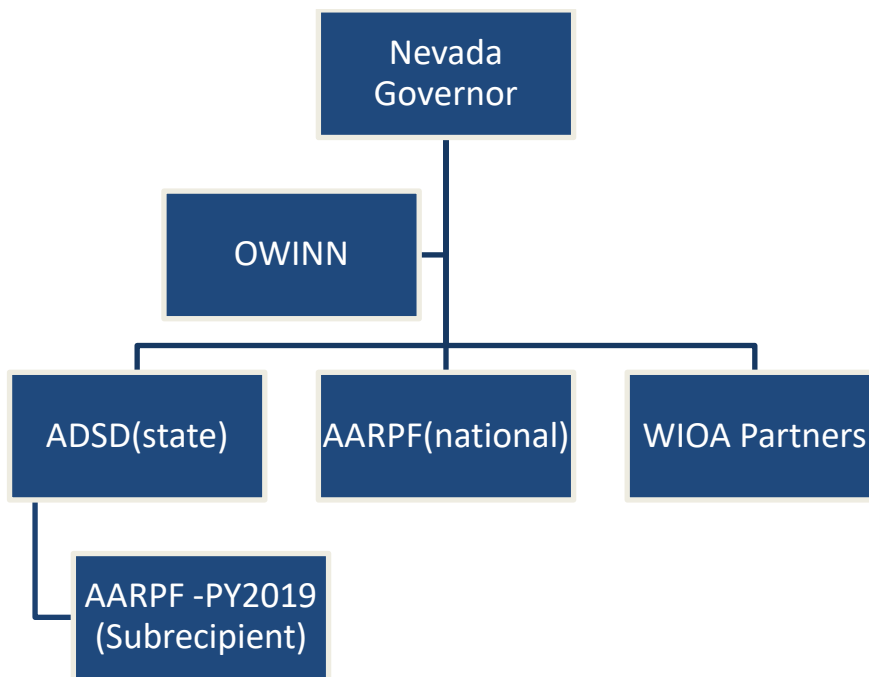 Nevada
Governor
OWINN
ADSD(state)
AARPF(national)
WIOA Partners
AARPF -PY2019
(Subrecipient)